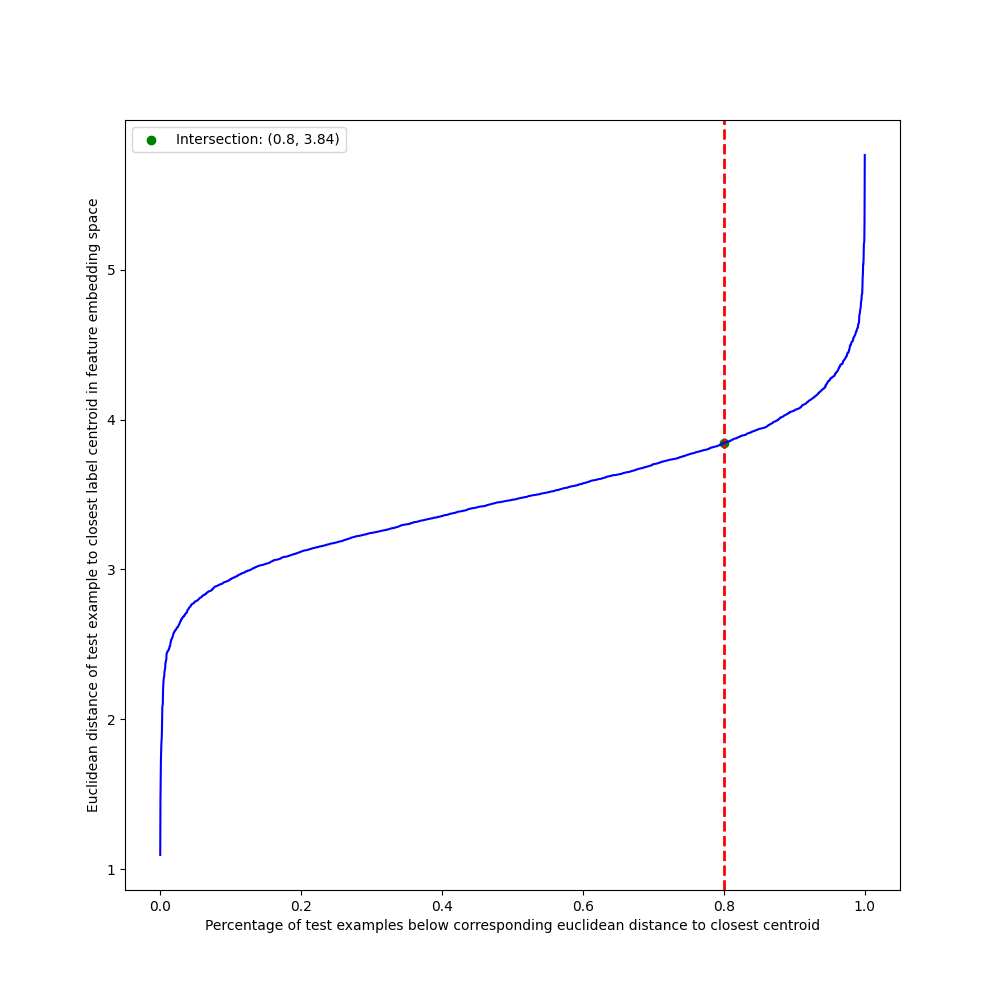 Intersection: (0.8, 3.84)
Euclidean distance of test example to closest label centroid in feature embedding space
5
4
3
2
1
0.0 0.2 0.4 0.6 0.8 1.0
Percentage of test examples below corresponding euclidean distance to closest centroid